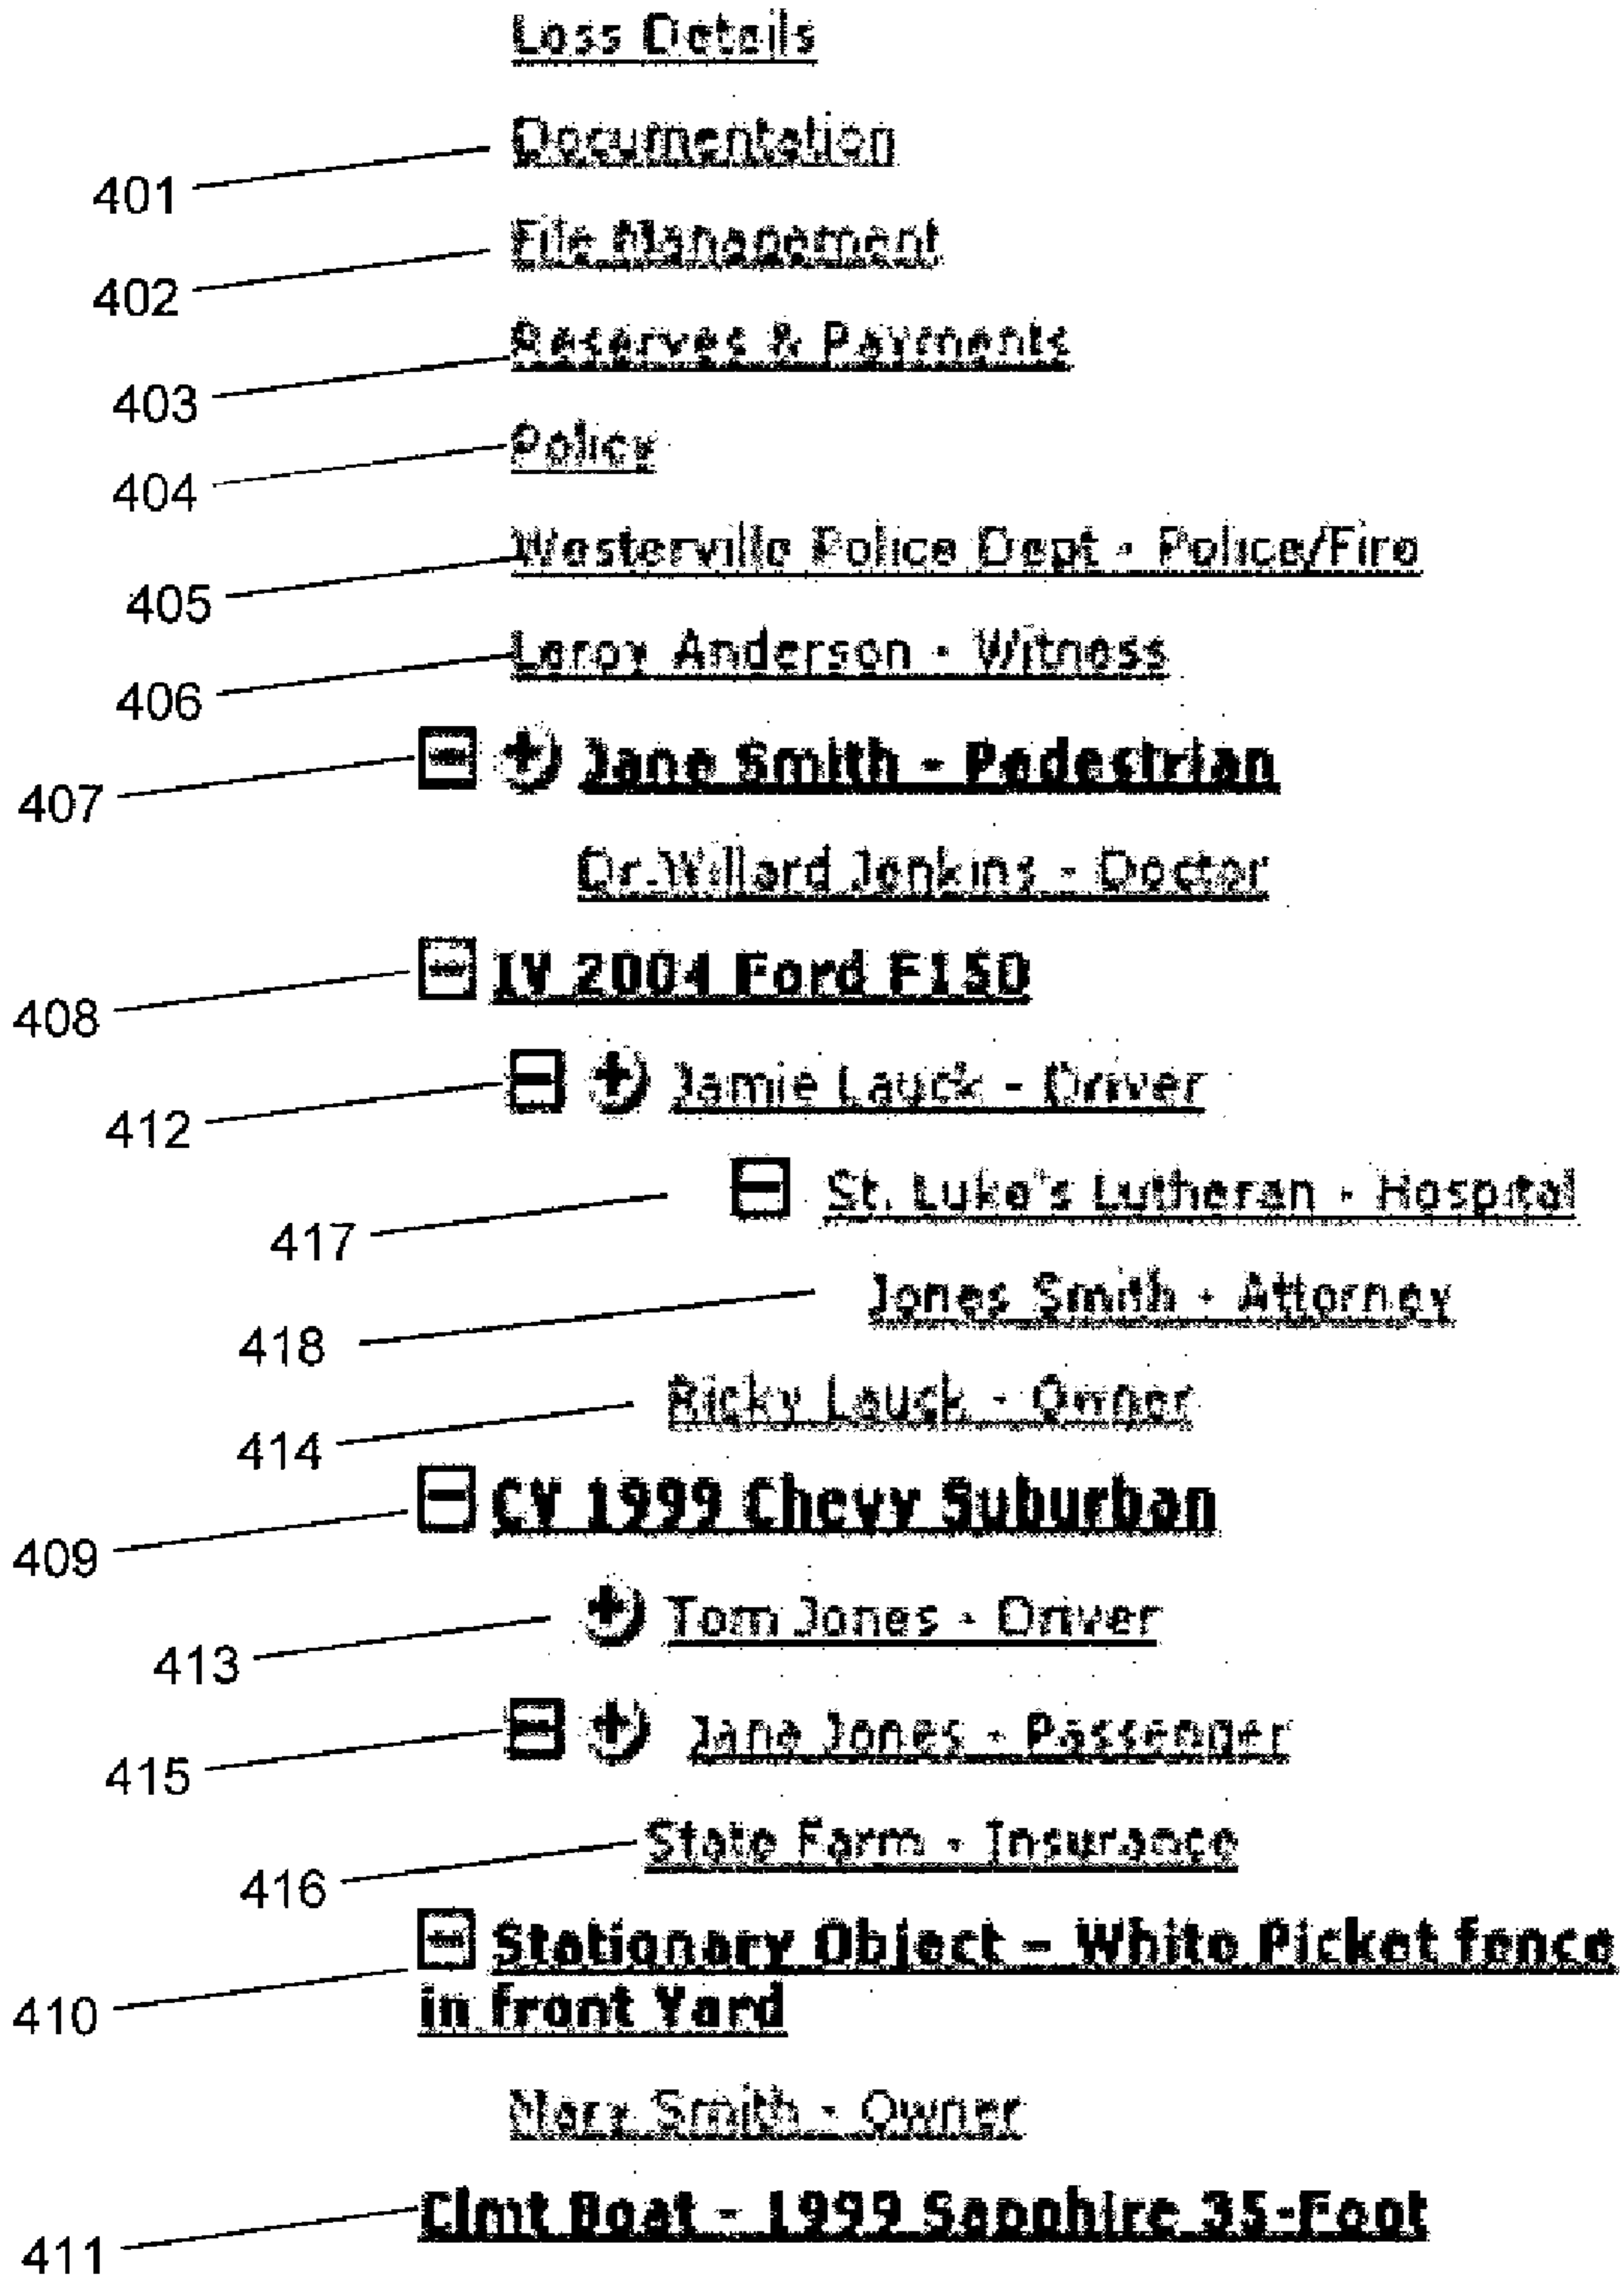 Loss Details
401 Documentation
402 File Management
403 Reserves & Payments
404 Policy
405 Westerville Police Dept - Police/Fire
406 Leroy Anderson - Witness
407 Jane Smith - Pedestrian
Dr. Willard Jenkins - Doctor
408 IV 2004 Ford F150
412 Jamie Lauck - Driver
417 St. Luke's Lutheran - Hospital
418 Jones Smith - Attorney
414 Ricky Lauck - Owner
409 CV 1999 Chevy Suburban
413 Tom Jones - Driver
415 Jane Jones - Passenger
416 State Farm - Insurance
410 Stationary Object - White Picket fence
in front Yard
Mary Smith - Owner
411 Clmt Boat - 1999 Sapphire 35-Foot